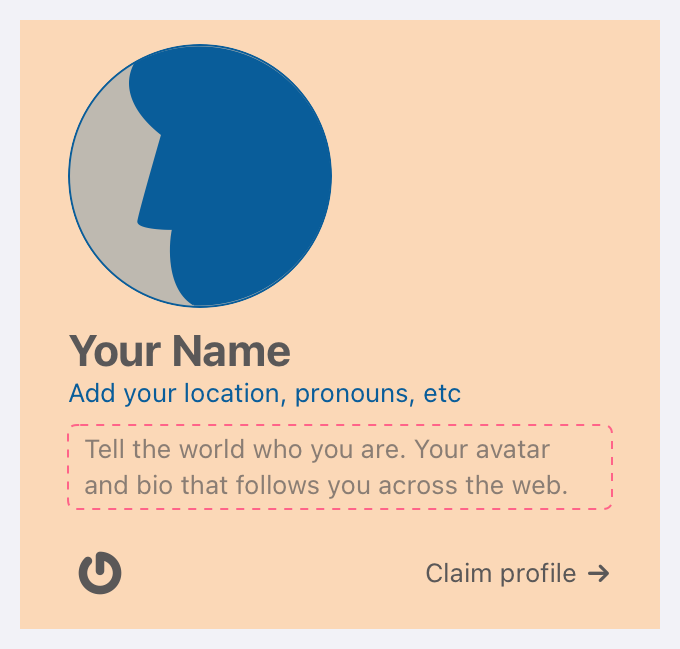 Your Name
Add your location, pronouns, etc
Tell the world who you are. Your avatar
and bio that follows you across the web.
Claim profile →